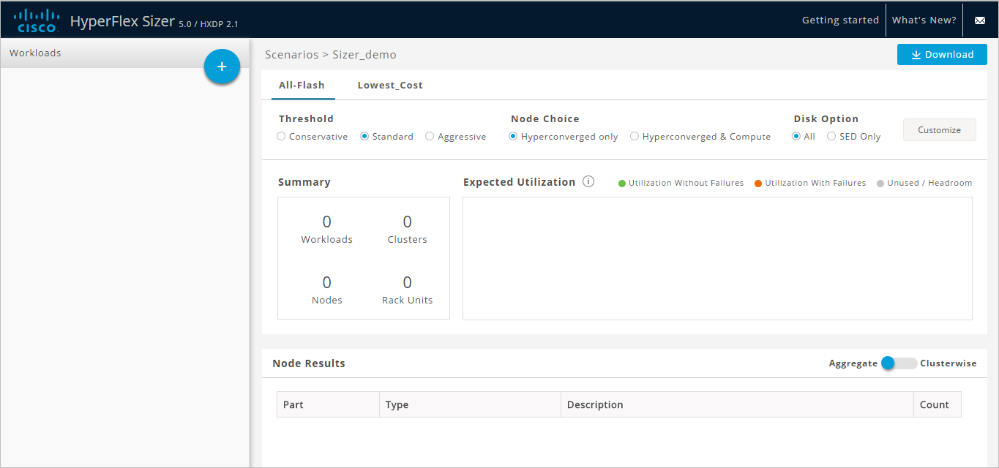 CISCO HyperFlex Sizer 5.0 / HXDP 2.1 Getting started What's New?
Workloads
+
Scenarios > Sizer_demo Download
All-Flash Lowest_Cost
Threshold Node Choice Disk Option
Conservative Standard Aggressive Hyperconverged only Hyperconverged & Compute All SED Only Customize
Summary Expected Utilization i Utilization Without Failures Utilization With Failures Unused / Headroom
0 0
Workloads Clusters
0 0
Nodes Rack Units
Node Results Aggregate Clusterwise
Part Type Description Count